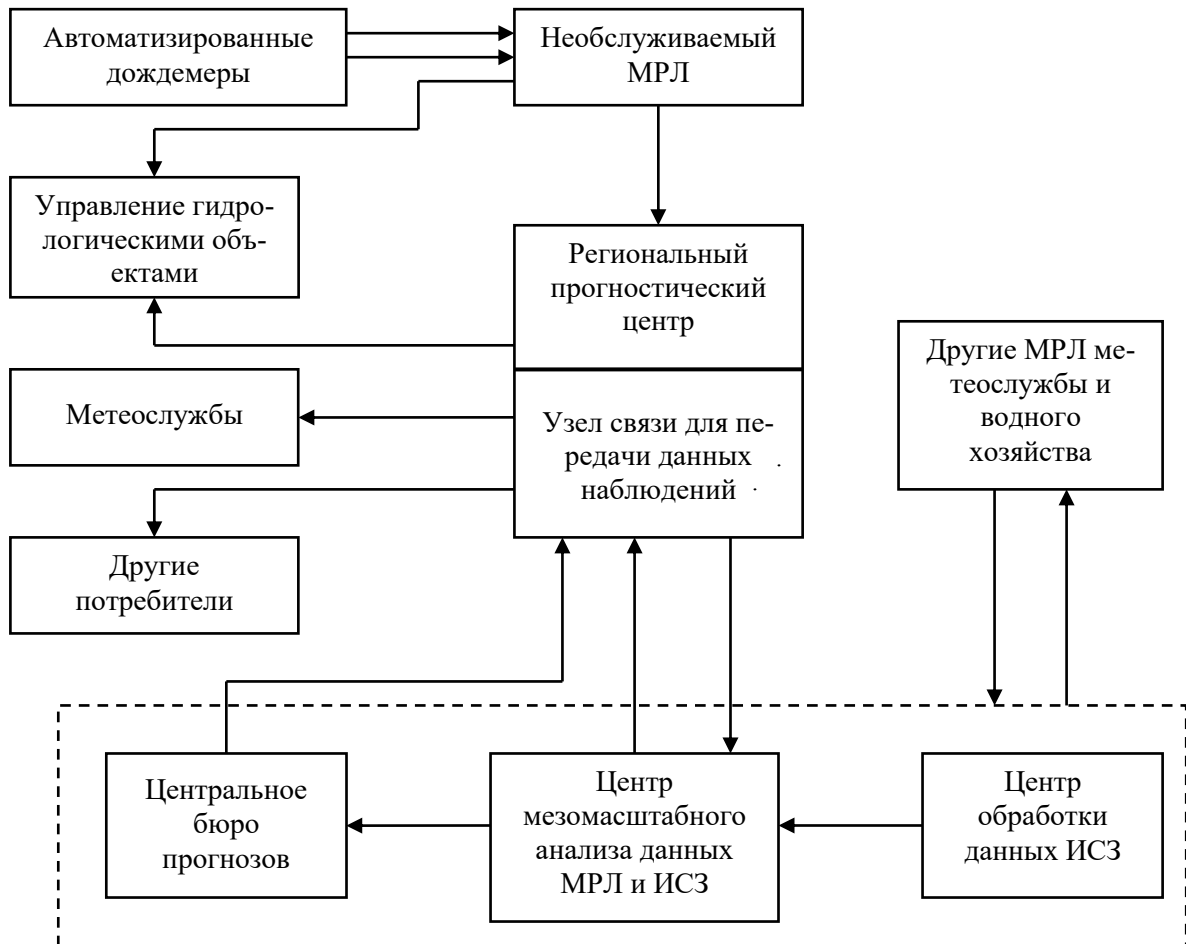 Автоматизированные
дождемеры
Необслуживаемый
МРЛ
Управление гидро-
логическими объ-
ектами
Региональный
прогностический
центр
Другие МРЛ ме-
теослужбы и
водного
хозяйства
Метеослужбы
Узел связи для пе-
редачи данных
наблюдений
Другие
потребители
Центральное
бюро
прогнозов
Центр
мезомасштабного
анализа данных
МРЛ и ИСЗ
Центр
обработки
данных ИСЗ